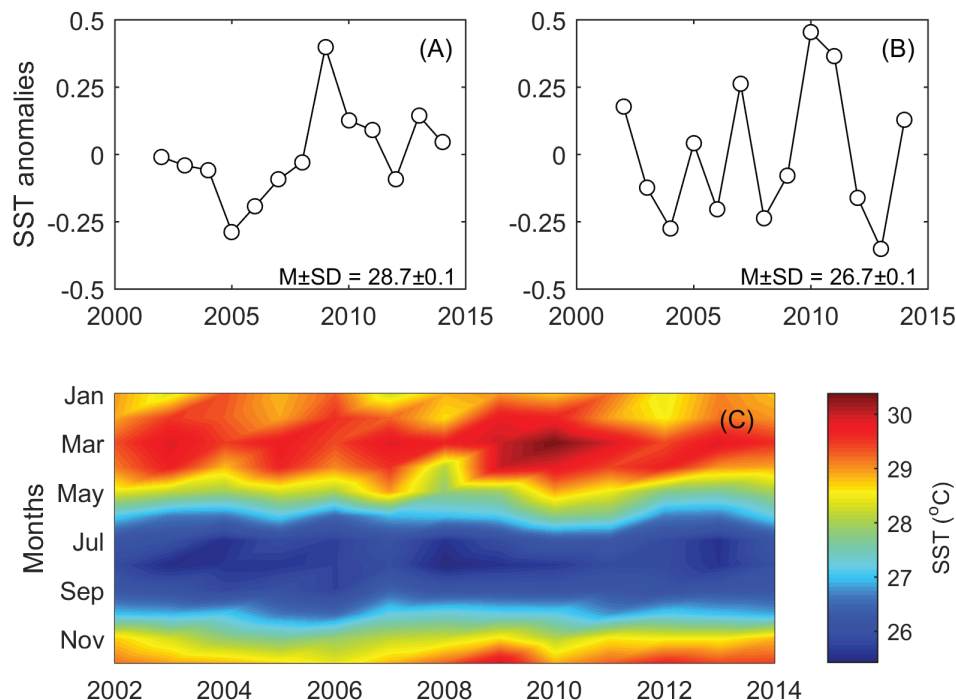 SST anomalies
0.5
0.25
0
-0.25
-0.5
(A)
M±SD = 28.7±0.1
2000 2005 2010 2015
0.5
0.25
0
-0.25
-0.5
(B)
M±SD = 26.7±0.1
2000 2005 2010 2015
Months
Jan
Mar
May
Jul
Sep
Nov
(C)
2002 2004 2006 2008 2010 2012 2014
30
29
28
27
26
SST (°C)